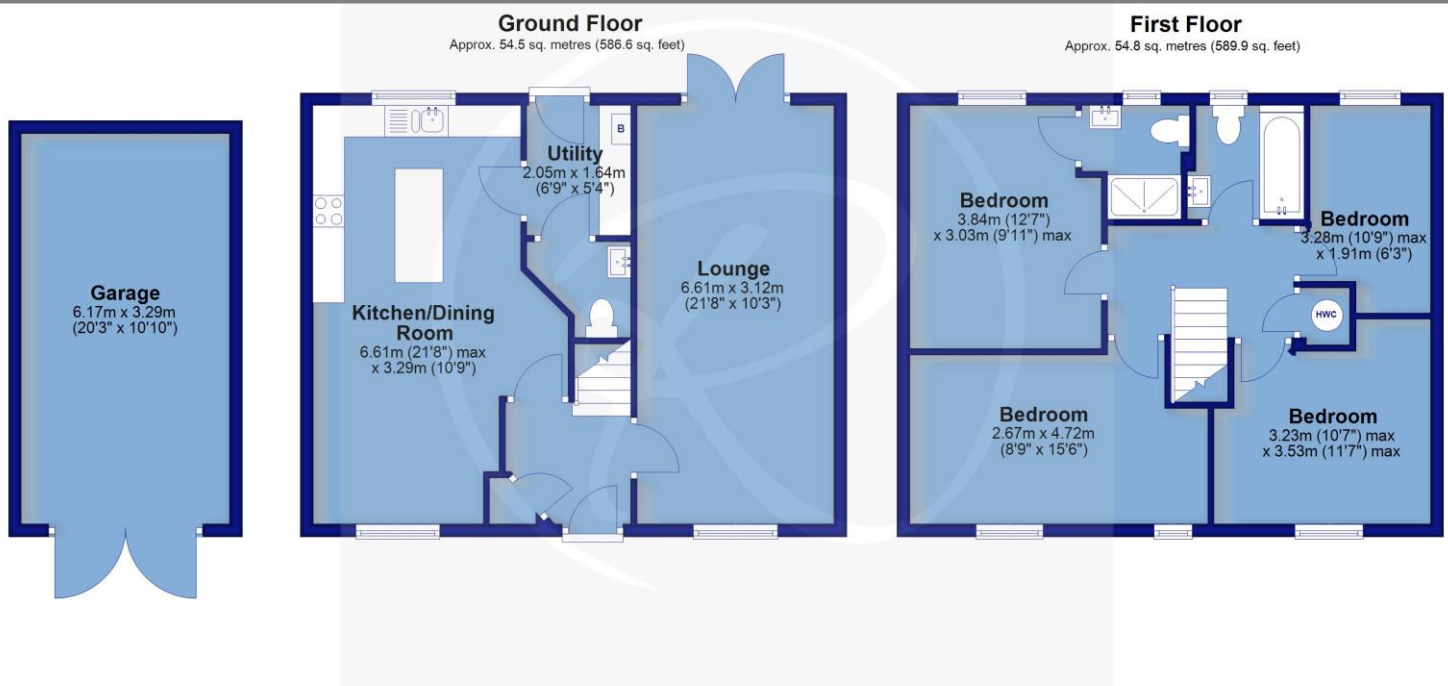 Ground Floor
Approx. 54.5 sq. metres (586.6 sq. feet)
First Floor
Approx. 54.8 sq. metres (589.9 sq. feet)
Garage
6.17m x 3.29m
(20'3" x 10'10")
Kitchen/Dining
Room
6.61m (21'8") max
x 3.29m (10'9")
Utility
2.05m x 1.64m
(6'9" x 5'4")
B
Lounge
6.61m x 3.12m
(21'8" x 10'3")
Bedroom
3.84m (12'7")
x 3.03m (9'11") max
Bedroom
3.28m (10'9") max
x 1.91m (6'3")
HWC
Bedroom
2.67m x 4.72m
(8'9" x 15'6")
Bedroom
3.23m (10'7") max
x 3.53m (11'7") max